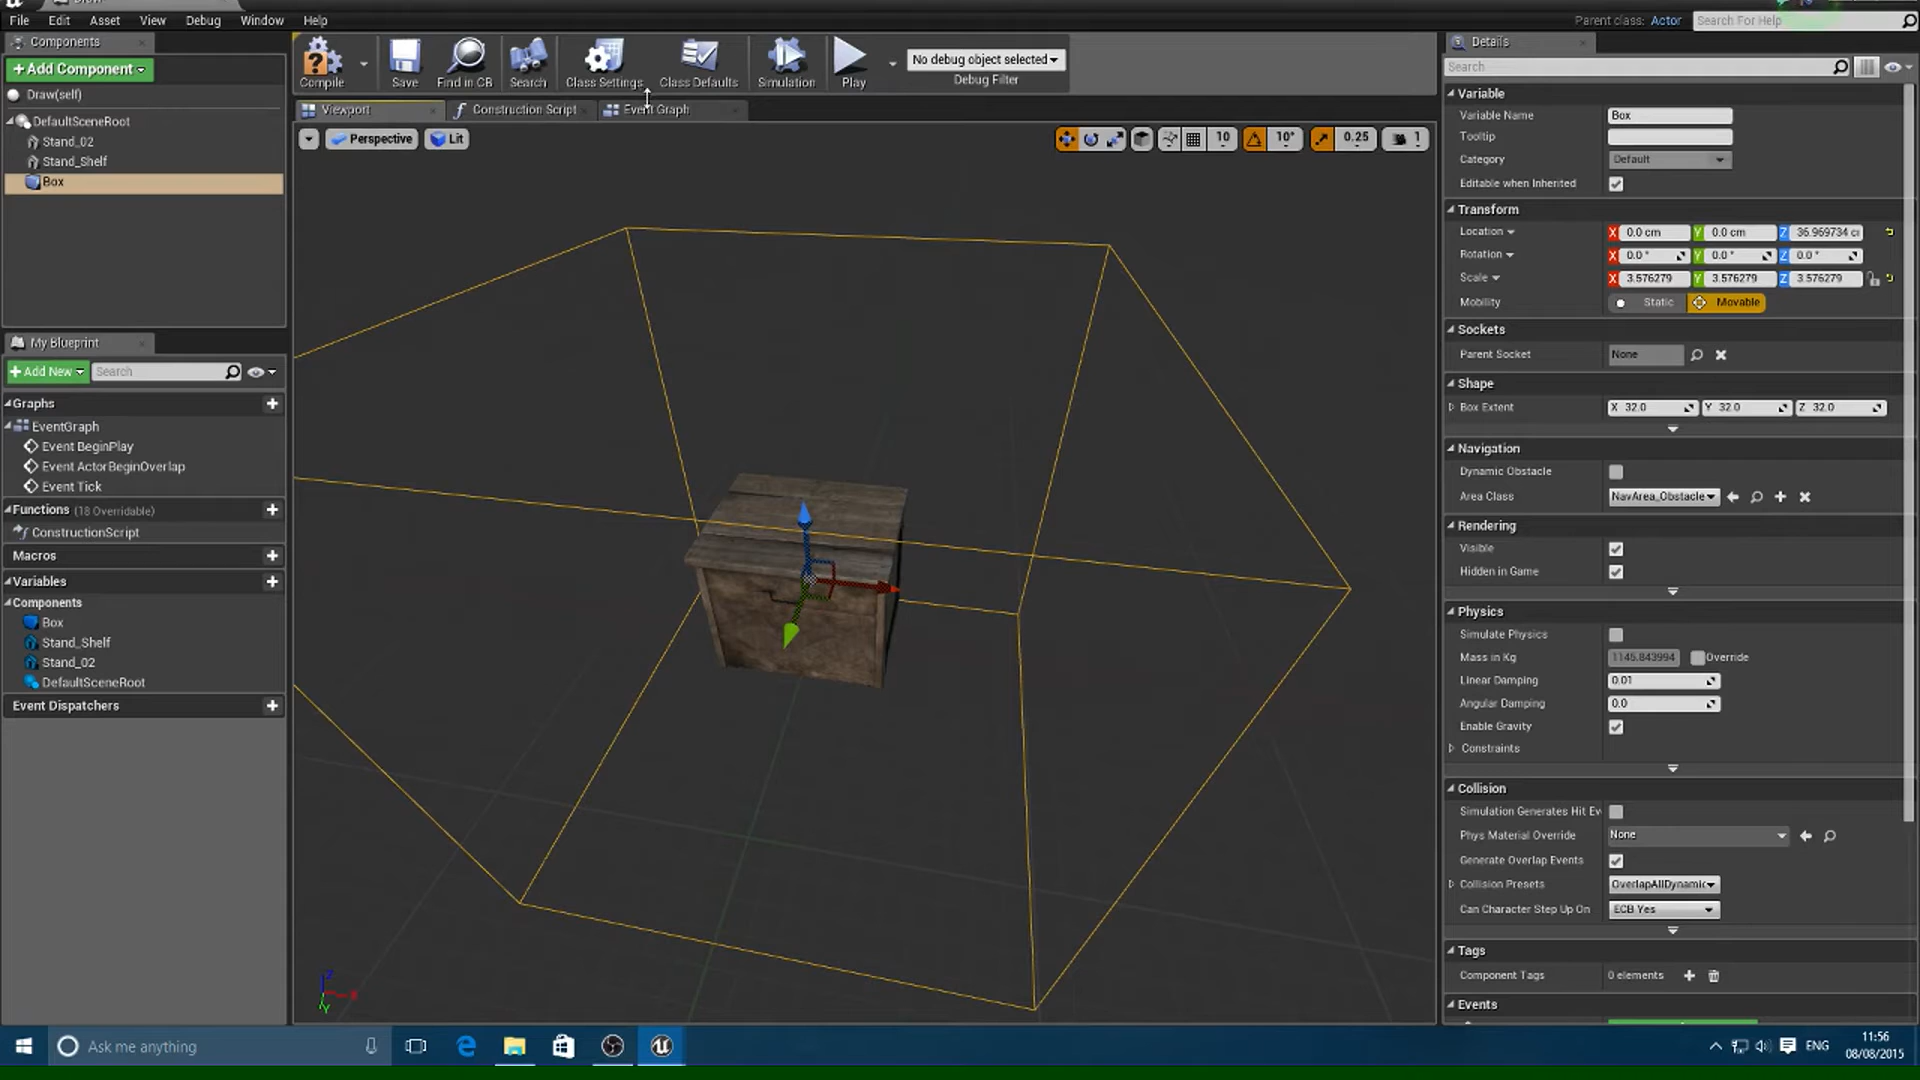 File Edit Asset View Debug Window Help
Parent class: Actor
Search For Help
Components
+Add Component
Draw(self)
DefaultSceneRoot
Stand_02
Stand_Shelf
Box
My Blueprint
+Add New
Search
Graphs
EventGraph
Event BeginPlay
Event ActorBeginOverlap
Event Tick
Functions (18 Overridable)
ConstructionScript
Macros
Variables
Components
Box
Stand_Shelf
Stand_02
DefaultSceneRoot
Event Dispatchers
Compile Save Find in CB Search Class Settings Class Defaults Simulation Play
No debug object selected
Debug Filter
Viewport Construction Script Event Graph
Perspective Lit
10 10° 0.25 1
Z
X
Y
Details
Search
Variable
Variable Name Box
Tooltip
Category Default
Editable when Inherited
Transform
Location X 0.0 cm Y 0.0 cm Z 36.969734 c
Rotation X 0.0 ° Y 0.0 ° Z 0.0 °
Scale X 3.576279 Y 3.576279 Z 3.576279
Mobility Static Movable
Sockets
Parent Socket None
Shape
Box Extent X 32.0 Y 32.0 Z 32.0
Navigation
Dynamic Obstacle
Area Class NavArea_Obstacle
Rendering
Visible
Hidden in Game
Physics
Simulate Physics
Mass in Kg 1145.843994 Override
Linear Damping 0.01
Angular Damping 0.0
Enable Gravity
Constraints
Collision
Simulation Generates Hit Ev
Phys Material Override None
Generate Overlap Events
Collision Presets OverlapAllDynamic
Can Character Step Up On ECB Yes
Tags
Component Tags 0 elements
Events
Ask me anything
ENG
11:56
08/08/2015